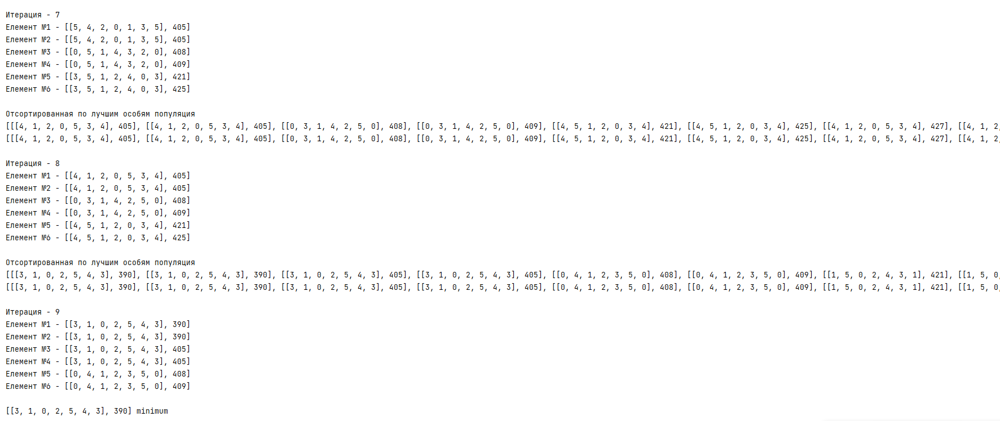 Итерация - 7
Елемент №1 - [[5, 4, 2, 0, 1, 3, 5], 405]
Елемент №2 - [[5, 4, 2, 0, 1, 3, 5], 405]
Елемент №3 - [[0, 5, 1, 4, 3, 2, 0], 408]
Елемент №4 - [[0, 5, 1, 4, 3, 2, 0], 409]
Елемент №5 - [[3, 5, 1, 2, 4, 0, 3], 421]
Елемент №6 - [[3, 5, 1, 2, 4, 0, 3], 425]
Отсортированная по лучшим особям популяция
[[[4, 1, 2, 0, 5, 3, 4], 405], [[4, 1, 2, 0, 5, 3, 4], 405], [[0, 3, 1, 4, 2, 5, 0], 408], [[0, 3, 1, 4, 2, 5, 0], 409], [[4, 5, 1, 2, 0, 3, 4], 421], [[4, 5, 1, 2, 0, 3, 4], 425], [[4, 1, 2, 0, 5, 3, 4], 427], [[4, 1, 2,
[[[4, 1, 2, 0, 5, 3, 4], 405], [[4, 1, 2, 0, 5, 3, 4], 405], [[0, 3, 1, 4, 2, 5, 0], 408], [[0, 3, 1, 4, 2, 5, 0], 409], [[4, 5, 1, 2, 0, 3, 4], 421], [[4, 5, 1, 2, 0, 3, 4], 425], [[4, 1, 2, 0, 5, 3, 4], 427], [[4, 1, 2,
Итерация - 8
Елемент №1 - [[4, 1, 2, 0, 5, 3, 4], 405]
Елемент №2 - [[4, 1, 2, 0, 5, 3, 4], 405]
Елемент №3 - [[0, 3, 1, 4, 2, 5, 0], 408]
Елемент №4 - [[0, 3, 1, 4, 2, 5, 0], 409]
Елемент №5 - [[4, 5, 1, 2, 0, 3, 4], 421]
Елемент №6 - [[4, 5, 1, 2, 0, 3, 4], 425]
Отсортированная по лучшим особям популяция
[[[3, 1, 0, 2, 5, 4, 3], 390], [[3, 1, 0, 2, 5, 4, 3], 390], [[3, 1, 0, 2, 5, 4, 3], 405], [[3, 1, 0, 2, 5, 4, 3], 405], [[0, 4, 1, 2, 3, 5, 0], 408], [[0, 4, 1, 2, 3, 5, 0], 409], [[1, 5, 0, 2, 4, 3, 1], 421], [[1, 5, 0,
[[[3, 1, 0, 2, 5, 4, 3], 390], [[3, 1, 0, 2, 5, 4, 3], 390], [[3, 1, 0, 2, 5, 4, 3], 405], [[3, 1, 0, 2, 5, 4, 3], 405], [[0, 4, 1, 2, 3, 5, 0], 408], [[0, 4, 1, 2, 3, 5, 0], 409], [[1, 5, 0, 2, 4, 3, 1], 421], [[1, 5, 0,
Итерация - 9
Елемент №1 - [[3, 1, 0, 2, 5, 4, 3], 390]
Елемент №2 - [[3, 1, 0, 2, 5, 4, 3], 390]
Елемент №3 - [[3, 1, 0, 2, 5, 4, 3], 405]
Елемент №4 - [[3, 1, 0, 2, 5, 4, 3], 405]
Елемент №5 - [[0, 4, 1, 2, 3, 5, 0], 408]
Елемент №6 - [[0, 4, 1, 2, 3, 5, 0], 409]
[[3, 1, 0, 2, 5, 4, 3], 390] minimum